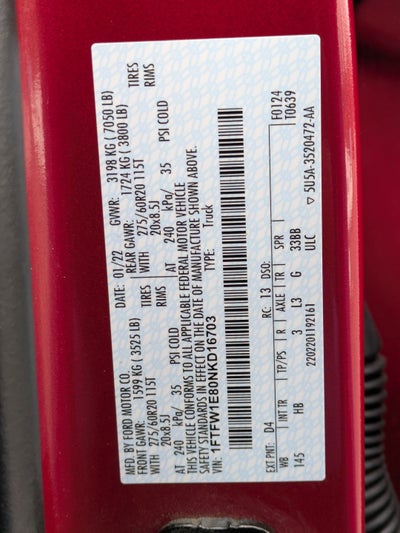 MFD. BY FORD MOTOR CO.
DATE: 01/22 GVWR: 3198 KG ( 7050 LB)
FRONT GAWR: 1599 KG ( 3525 LB) REAR GAWR: 1724 KG ( 3800 LB)
WITH 275/60R20 115T TIRES WITH 275/60R20 115T TIRES
20x8.5J RIMS 20x8.5J RIMS
AT 240 kPa/ 35 PSI COLD AT 240 kPa/ 35 PSI COLD
THIS VEHICLE CONFORMS TO ALL APPLICABLE FEDERAL MOTOR VEHICLE
SAFETY STANDARDS IN EFFECT ON THE DATE OF MANUFACTURE SHOWN ABOVE.
VIN: 1FTFW1E80NKD16703 TYPE: Truck
F0124
T0639
EXT PNT: D4 RC: 13 DSO:
WB INT TR TP/PS R AXLE TR SPR
145 HB 3 L3 G 33BB
2202201192161 ULC
▽ 5U5A-3520472-AA